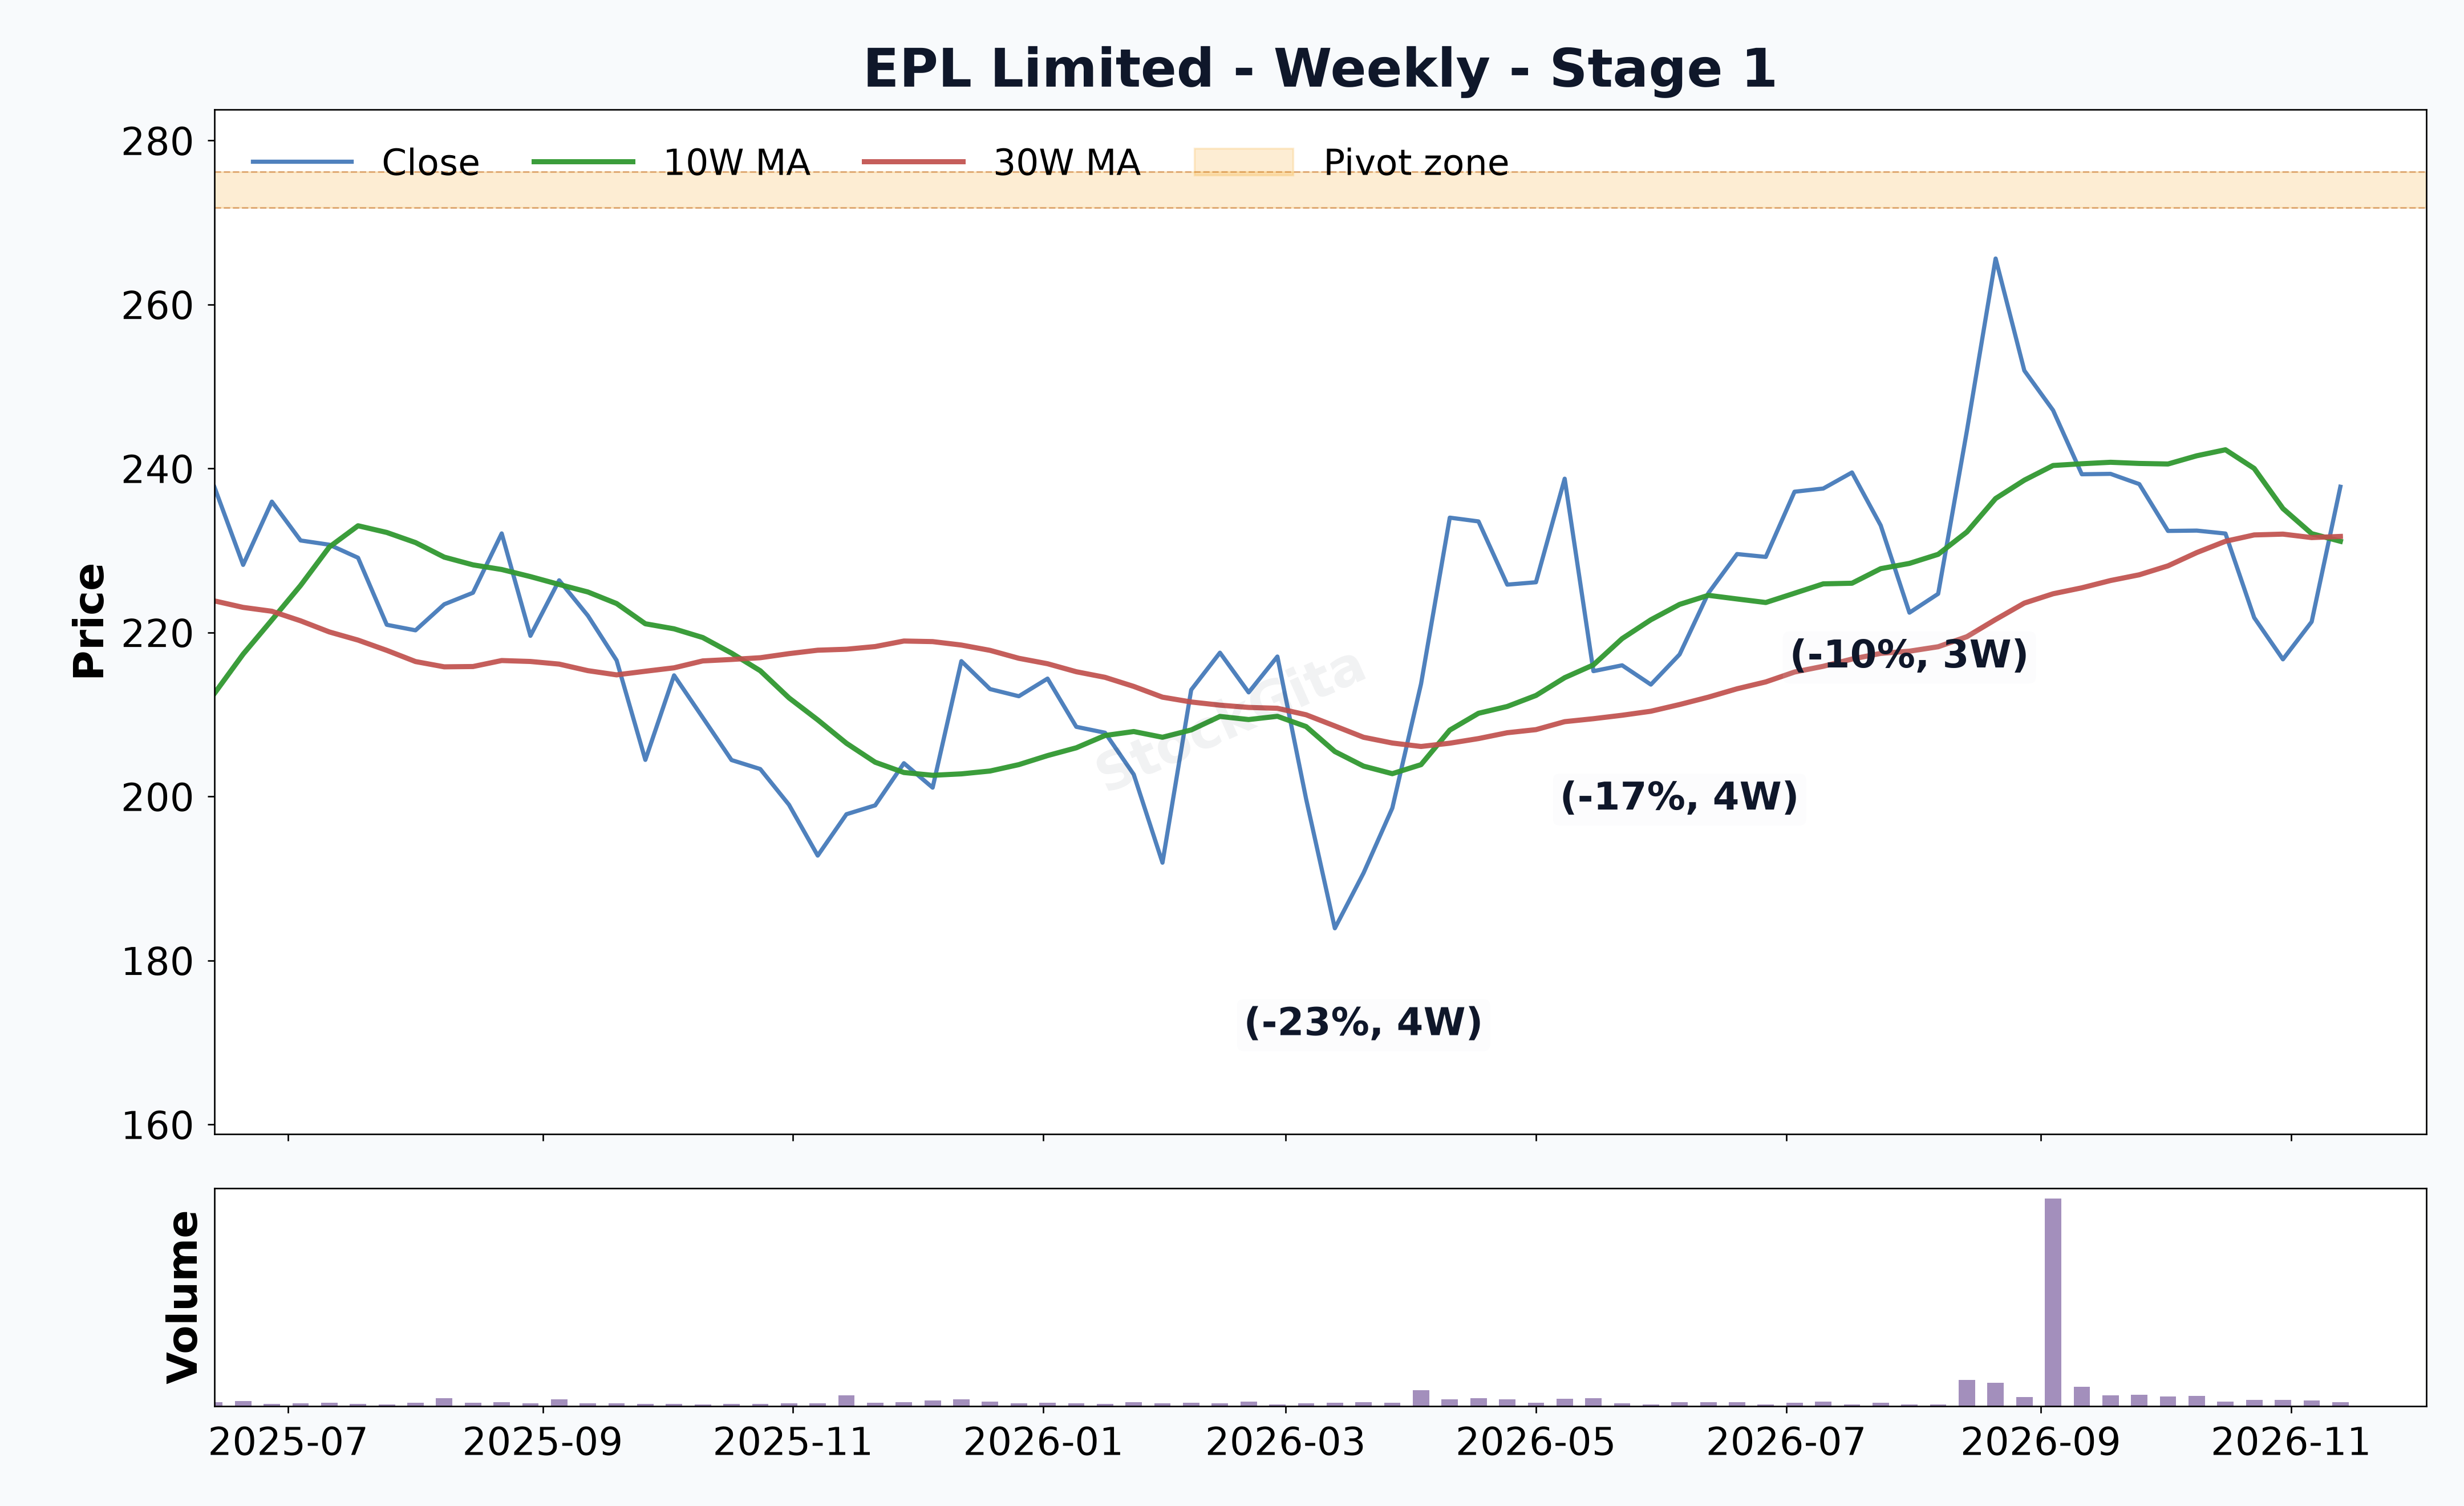 EPL Limited - Weekly - Stage 1
Close 10W MA 30W MA Pivot zone
280
260
240
220
200
180
160
Price
(-10%, 3W)
(-17%, 4W)
(-23%, 4W)
StockGita
Volume
2025-07 2025-09 2025-11 2026-01 2026-03 2026-05 2026-07 2026-09 2026-11